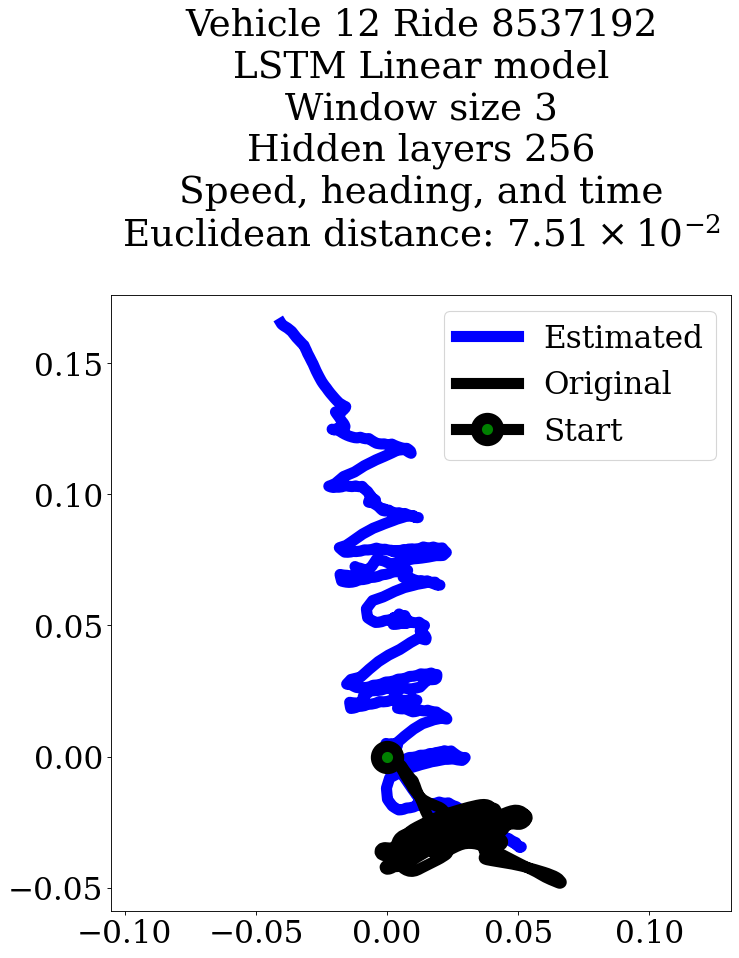 Vehicle 12 Ride 8537192
LSTM Linear model
Window size 3
Hidden layers 256
Speed, heading, and time
Euclidean distance: 7.51 × 10⁻²
Estimated
Original
Start
0.15
0.10
0.05
0.00
−0.05
−0.10
−0.05
0.00
0.05
0.10